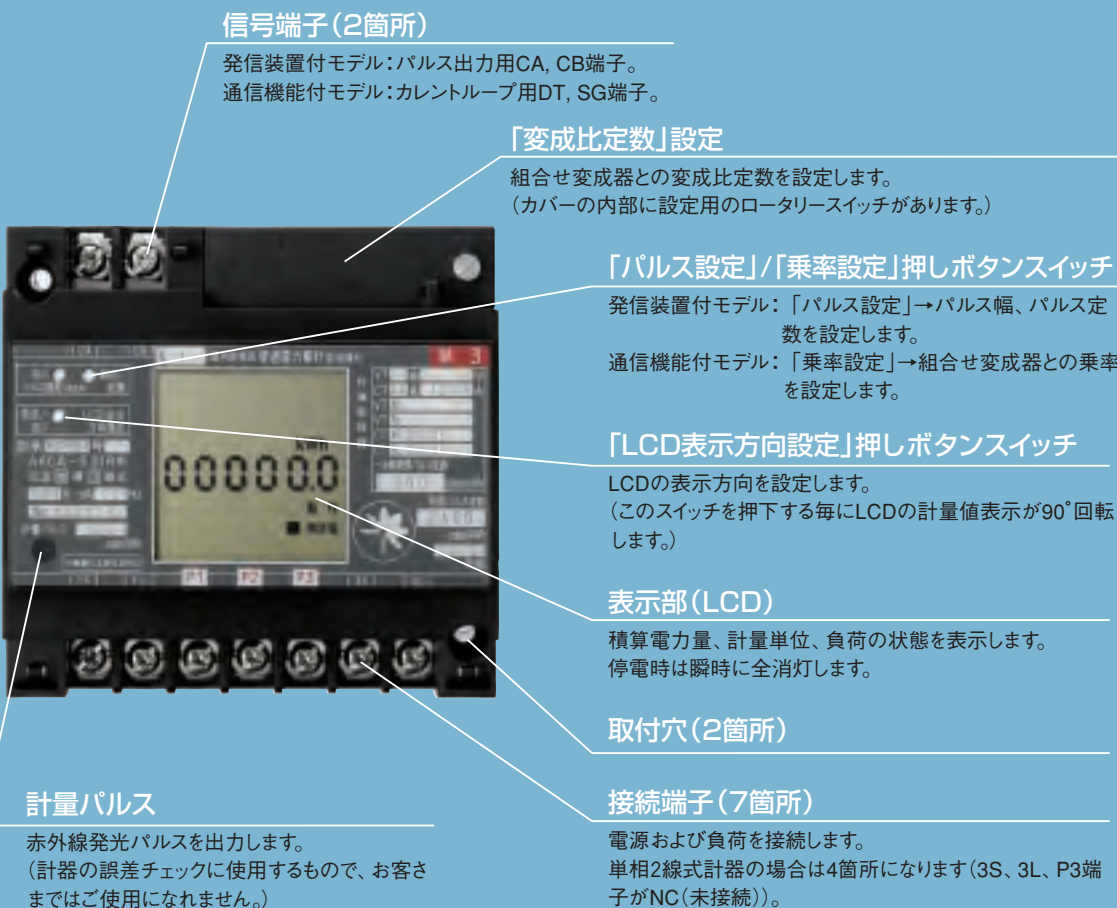 信号端子(2箇所)
発信装置付モデル:パルス出力用CA, CB端子。
通信機能付モデル:カレントループ用DT, SG端子。
「変成比定数」設定
組合せ変成器との変成比定数を設定します。
(カバーの内部に設定用のロータリースイッチがあります。)
「パルス設定」/「乗率設定」押しボタンスイッチ
発信装置付モデル:「パルス設定」→パルス幅、パルス定
数を設定します。
通信機能付モデル:「乗率設定」→組合せ変成器との乗率
を設定します。
「LCD表示方向設定」押しボタンスイッチ
LCDの表示方向を設定します。
(このスイッチを押下する毎にLCDの計量値表示が90°回転
します。)
表示部(LCD)
積算電力量、計量単位、負荷の状態を表示します。
停電時は瞬時に全消灯します。
取付穴(2箇所)
接続端子(7箇所)
電源および負荷を接続します。
単相2線式計器の場合は4箇所になります(3S、3L、P3端
子がNC(未接続))。
計量パルス
赤外線発光パルスを出力します。
(計器の誤差チェックに使用するもので、お客さ
まではご使用になれません。)
kWh
00000.0
P1 P2 P3